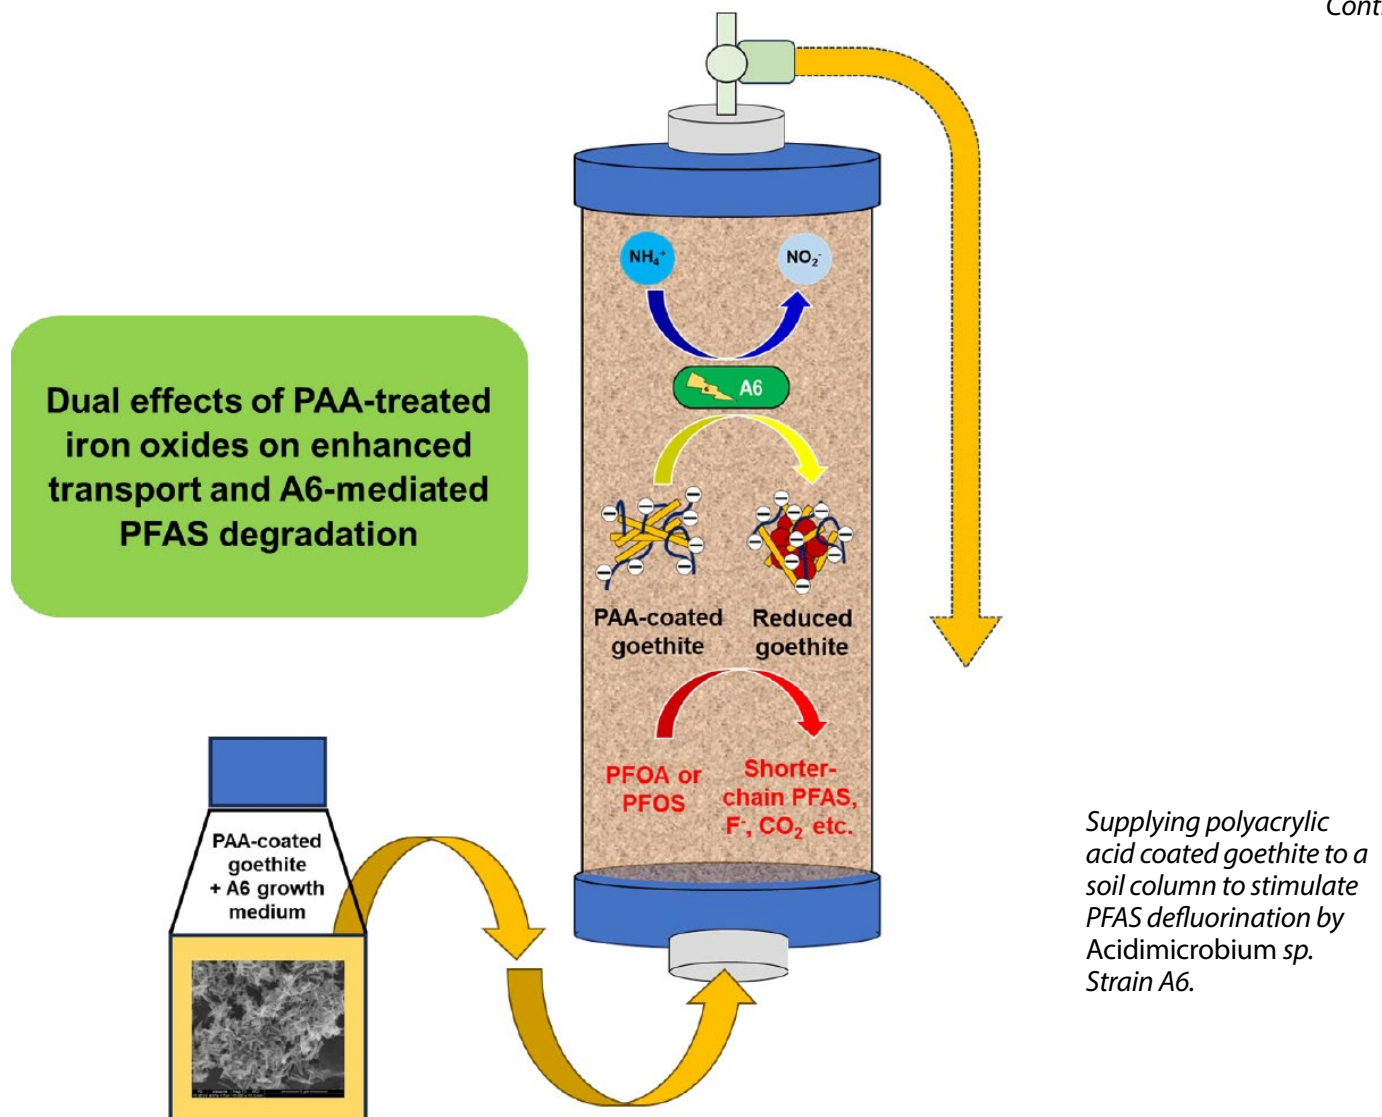 Cont
NH₄⁺
NO₂⁻
A6
Dual effects of PAA-treated
iron oxides on enhanced
transport and A6-mediated
PFAS degradation
PAA-coated
goethite
Reduced
goethite
PFOA or
PFOS
Shorter-
chain PFAS,
F⁻, CO₂ etc.
PAA-coated
goethite
+ A6 growth
medium
Supplying polyacrylic
acid coated goethite to a
soil column to stimulate
PFAS defluorination by
Acidimicrobium sp.
Strain A6.